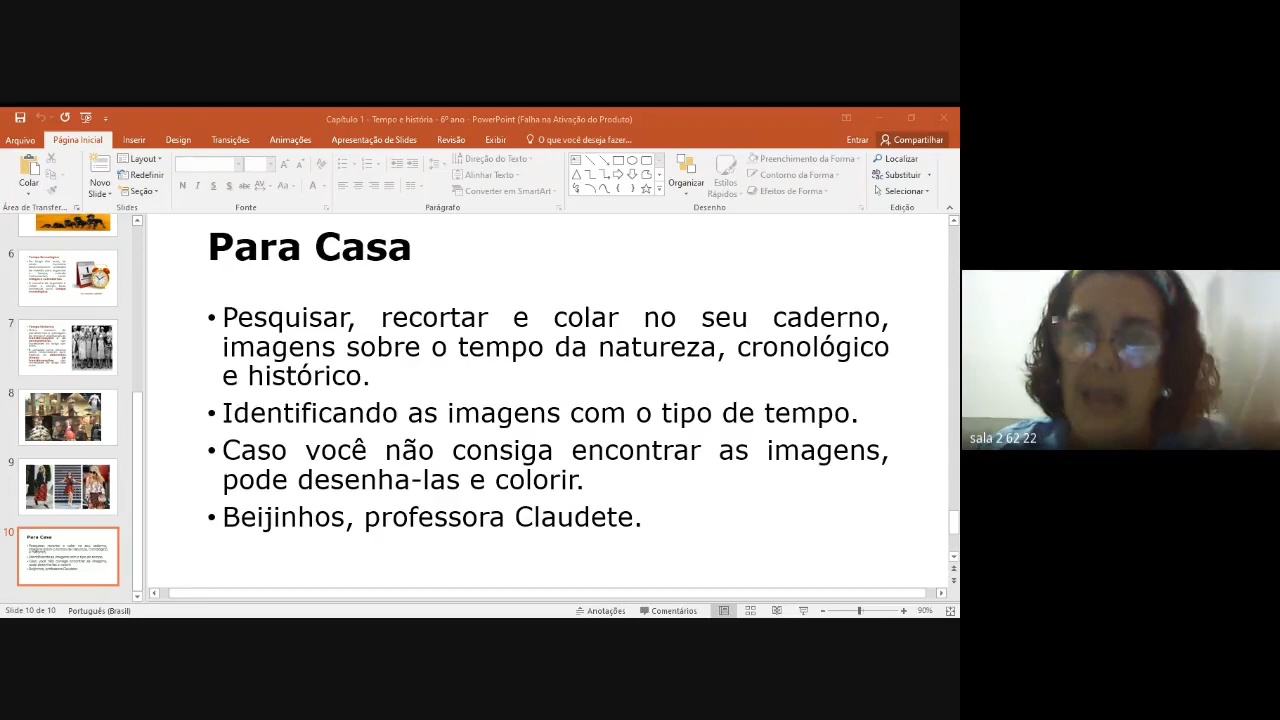 Capítulo 1 - Tempo e história - 6º ano - PowerPoint (Falha na Ativação do Produto)
Arquivo Página Inicial Inserir Design Transições Animações Apresentação de Slides Revisão Exibir O que você deseja fazer... Entrar Compartilhar
Colar
Novo Slide
Layout
Redefinir
Seção
Direção do Texto
Alinhar Texto
Converter em SmartArt
Organizar
Estilos Rápidos
Preenchimento da Forma
Contorno da Forma
Efeitos de Forma
Localizar
Substituir
Selecionar
Área de Transfer... Slides Fonte Parágrafo Desenho Edição
6
7
8
9
10
Para Casa
• Pesquisar, recortar e colar no seu caderno,
imagens sobre o tempo da natureza, cronológico
e histórico.
• Identificando as imagens com o tipo de tempo.
• Caso você não consiga encontrar as imagens,
pode desenha-las e colorir.
• Beijinhos, professora Claudete.
sala 2 62 22
Slide 10 de 10 Português (Brasil) Anotações Comentários 90%